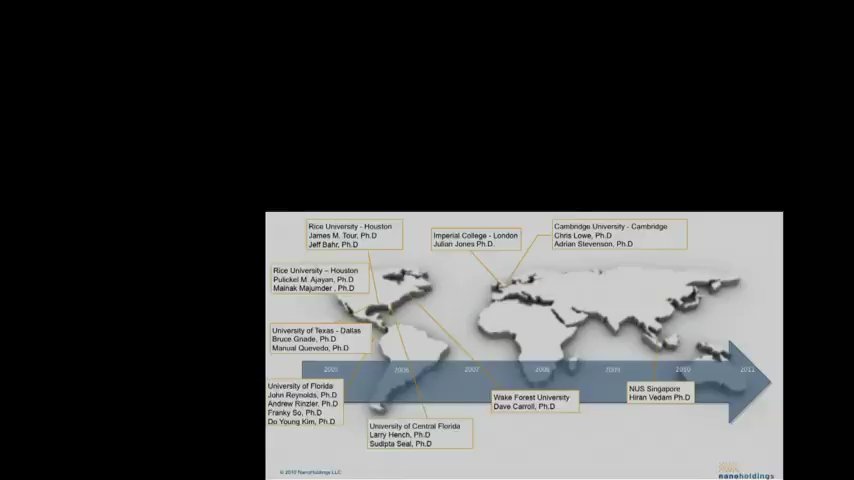 Rice University - Houston
James M. Tour, Ph.D
Jeff Bahr, Ph.D
Imperial College - London
Julian Jones Ph.D.
Cambridge University - Cambridge
Chris Lowe, Ph.D
Adrian Stevenson, Ph.D
Rice University – Houston
Pulickel M. Ajayan, Ph.D
Mainak Majumder , Ph.D
University of Texas - Dallas
Bruce Gnade, Ph.D
Manual Quevedo, Ph.D
2005 2006 2007 2008 2009 2010 2011
University of Florida
John Reynolds, Ph.D
Andrew Rinzler, Ph.D
Franky So, Ph.D
Do Young Kim, Ph.D
Wake Forest University
Dave Carroll, Ph.D
NUS Singapore
Hiran Vedam Ph.D
University of Central Florida
Larry Hench, Ph.D
Sudipta Seal, Ph.D
© 2010 NanoHoldings LLC
nanoholdings